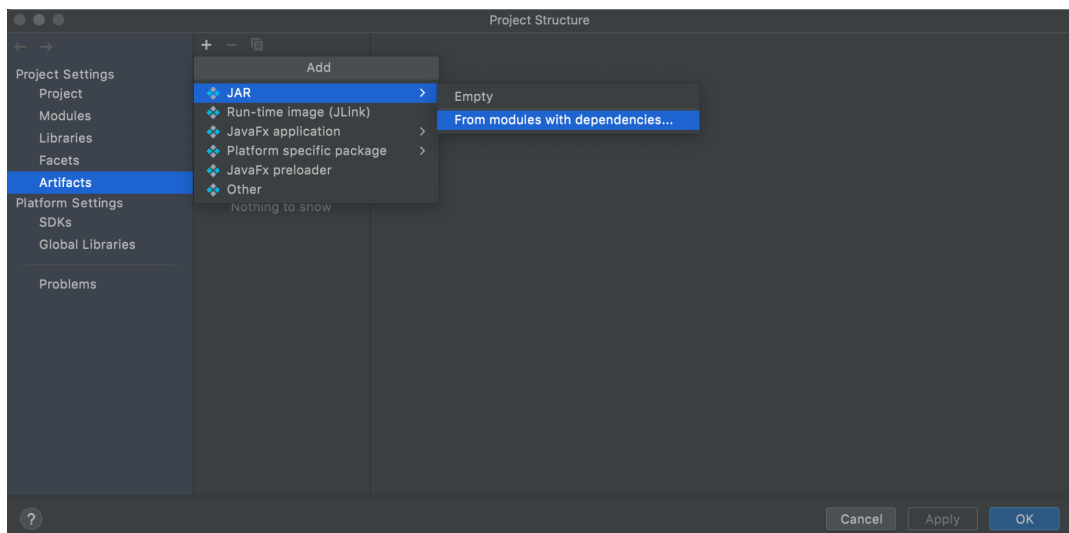 Project Structure
Project Settings
Project
Modules
Libraries
Facets
Artifacts
Platform Settings
SDKs
Global Libraries
Problems
Add
JAR
Run-time image (JLink)
JavaFx application
Platform specific package
JavaFx preloader
Other
Nothing to show
Empty
From modules with dependencies...
?
Cancel
Apply
OK